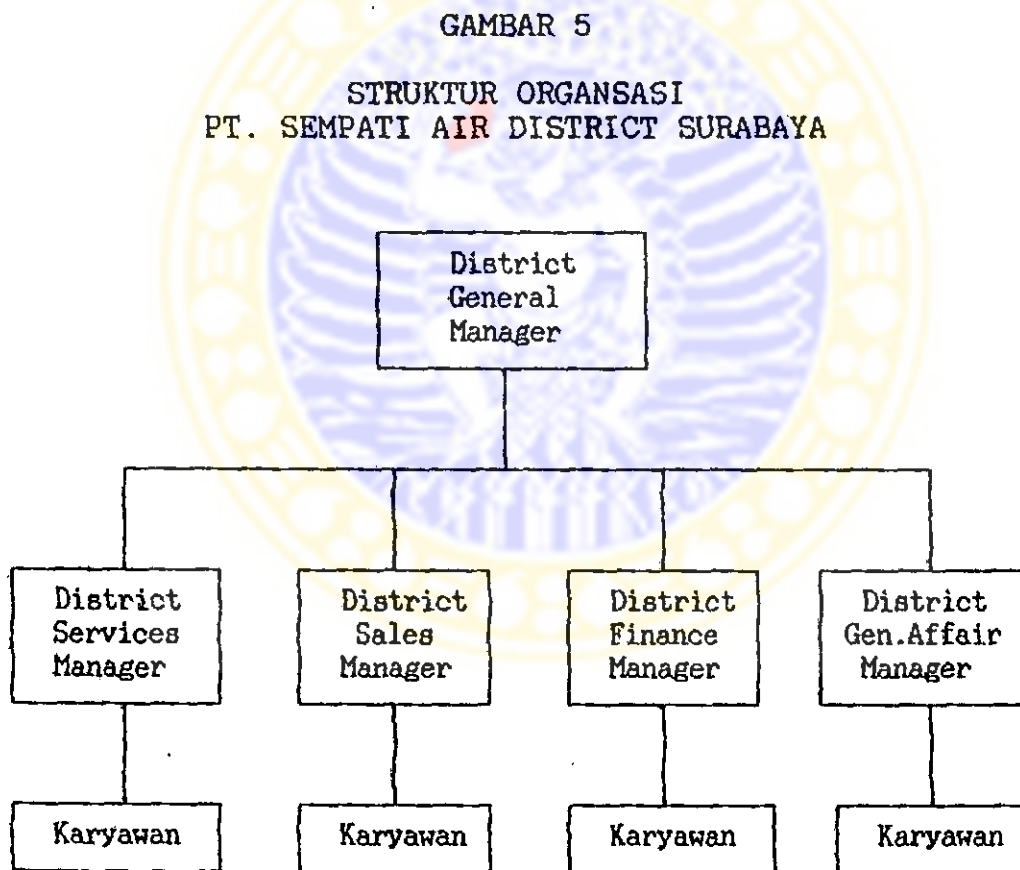 GAMBAR 5
STRUKTUR ORGANSASI
PT. SEMPATI AIR DISTRICT SURABAYA
District
General
Manager
District
Services
Manager
District
Sales
Manager
District
Finance
Manager
District
Gen.Affair
Manager
Karyawan
Karyawan
Karyawan
Karyawan